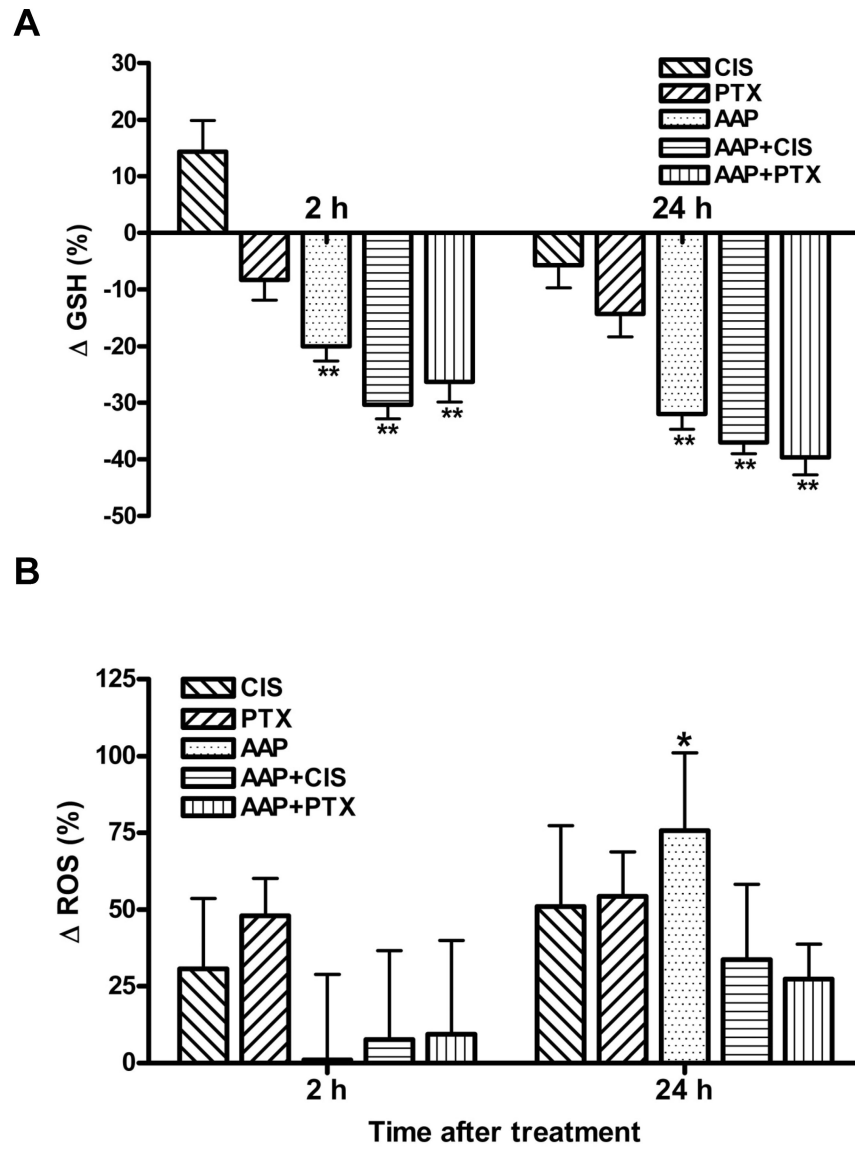 A
30
20
10
0
-10
-20
-30
-40
-50
Δ GSH (%)
CIS
PTX
AAP
AAP+CIS
AAP+PTX
2 h
24 h
**
**
**
**
**
**
B
125
100
75
50
25
0
Δ ROS (%)
CIS
PTX
AAP
AAP+CIS
AAP+PTX
*
2 h
24 h
Time after treatment